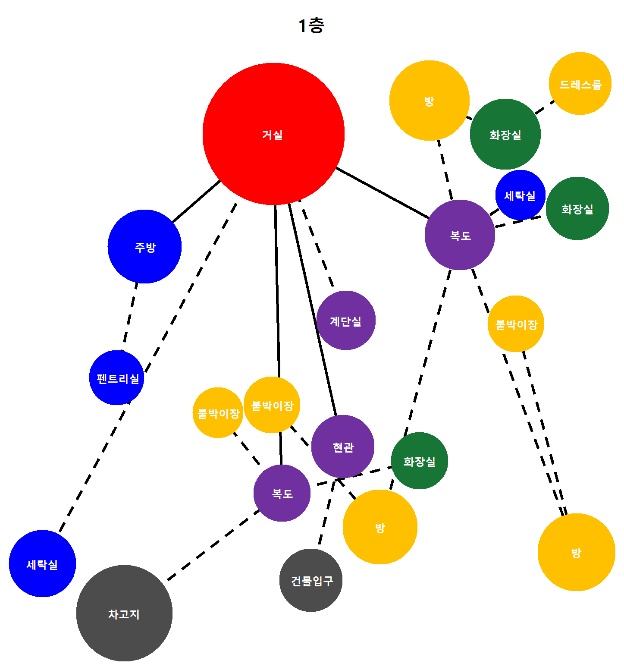 1층
드레스룸
방
화장실
거실
세탁실
화장실
복도
주방
계단실
붙박이장
펜트리실
붙박이장
붙박이장
현관
화장실
복도
방
방
세탁실
건물입구
차고지